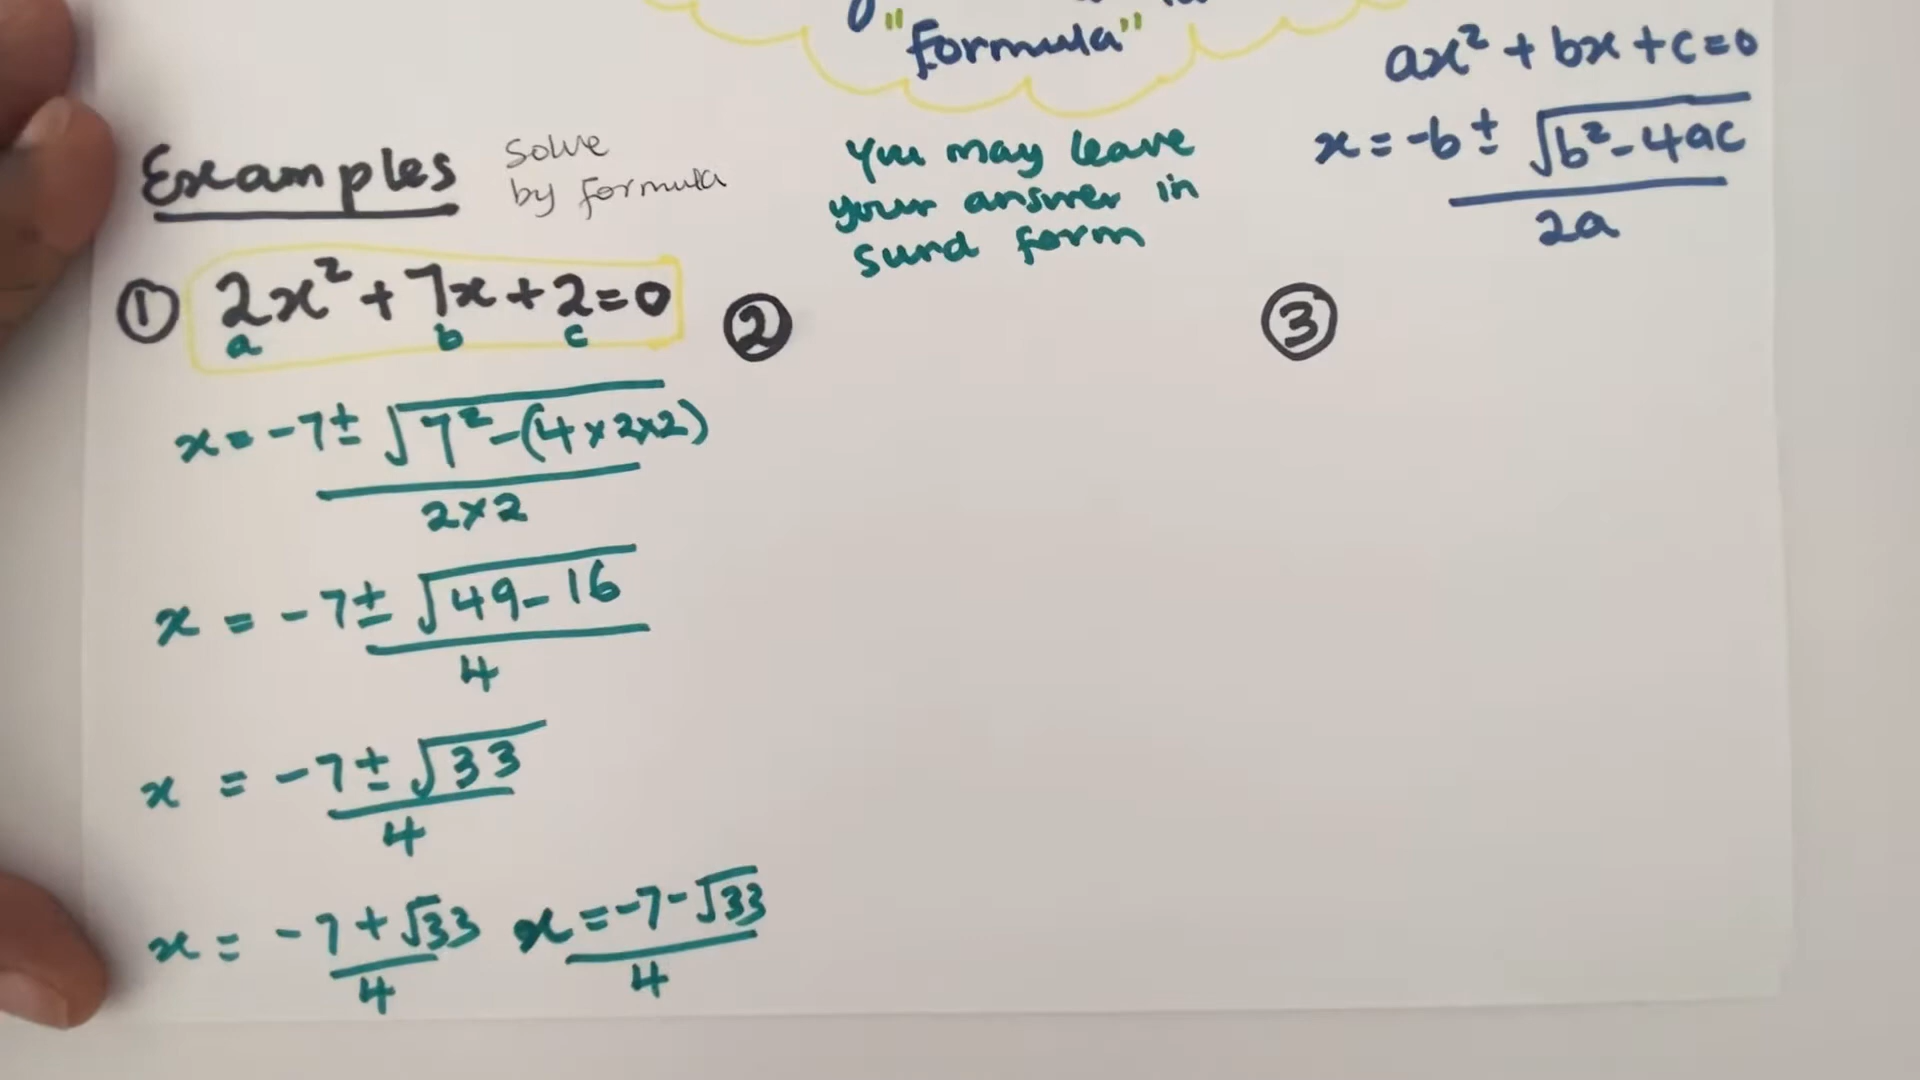 "formula"
ax² + bx + c = 0
x = -b ± √b² - 4ac
2a
Examples
Solve
by formula
You may leave
your answer in
surd form
① 2x² + 7x + 2 = 0
a b c
②
③
x = -7 ± √7² - (4 × 2 × 2)
2 × 2
x = -7 ± √49 - 16
4
x = -7 ± √33
4
x = -7 + √33 x = -7 - √33
4 4